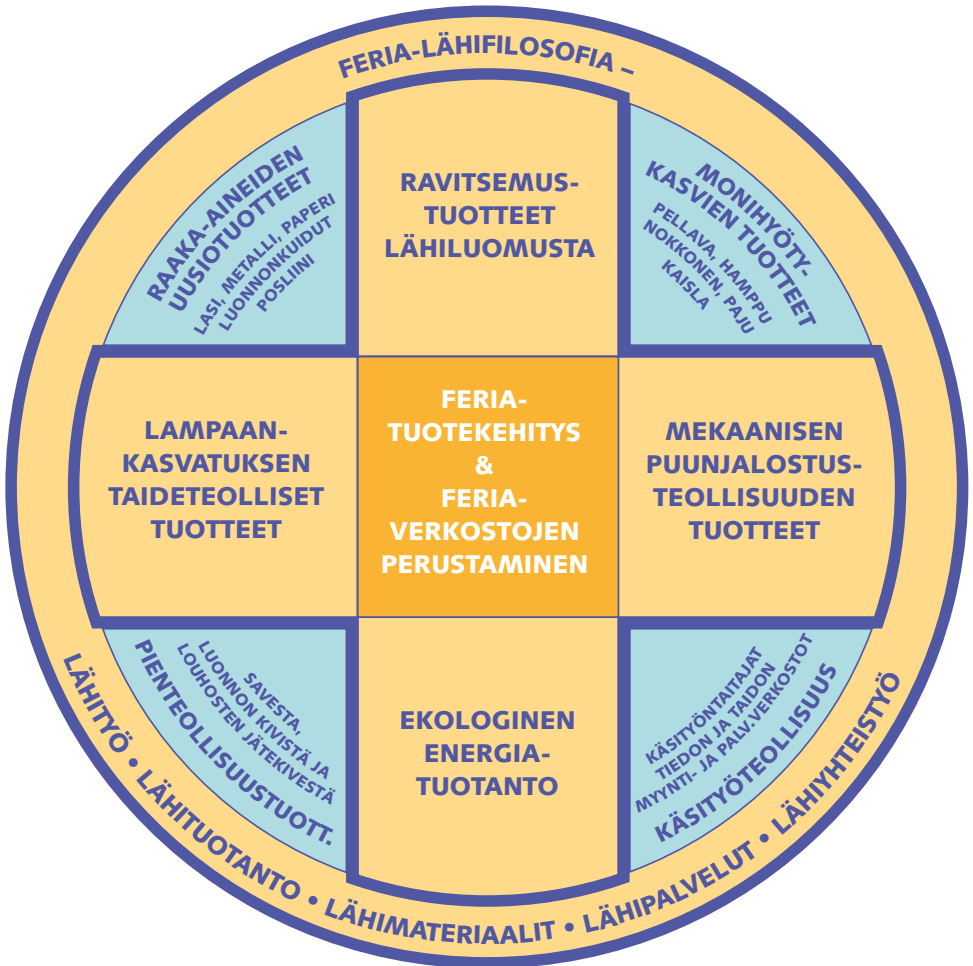 FERIA-LÄHIFILOSOFIA –
RAAKA-AINEIDEN
UUSIOTUOTTEET
LASI, METALLI, PAPERI
LUONNONKUIDUT
POSLIINI
RAVITSEMUS-
TUOTTEET
LÄHILUOMUSTA
MONIHYÖTY-
KASVIEN TUOTTEET
PELLAVA, HAMPPU
NOKKONEN, PAJU
KAISLA
LAMPAAN-
KASVATUKSEN
TAIDETEOLLISET
TUOTTEET
FERIA-
TUOTEKEHITYS
&
FERIA-
VERKOSTOJEN
PERUSTAMINEN
MEKAANISEN
PUUNJALOSTUS-
TEOLLISUUDEN
TUOTTEET
SAVESTA,
LUONNON KIVISTÄ JA
LOUHOSTEN JÄTEKIVESTÄ
PIENTEOLLISUUSTUOTT.
EKOLOGINEN
ENERGIA-
TUOTANTO
KÄSITYÖNTAITAJAT
TIEDON JA TAIDON
MYYNTI- JA PALV.VERKOSTOT
KÄSITYÖTEOLLISUUS
LÄHITYÖ • LÄHITUOTANTO • LÄHIMATERIAALIT • LÄHIPALVELUT • LÄHIYHTEISTYÖ